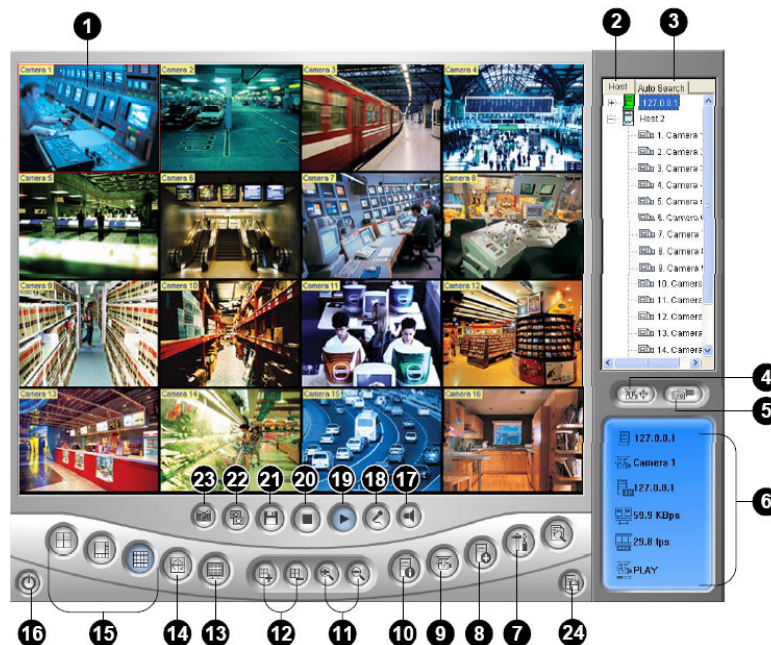 1
2
3
Camera 1
Camera 2
Camera 3
Camera 4
Host
Auto Search
127.0.0.1
Host 2
1. Camera
2. Camera
3. Camera
4. Camera
5. Camera
6. Camera
7. Camera
8. Camera
9. Camera
10. Camera
11. Camera
12. Camera
13. Camera
14. Camera
Camera 5
Camera 6
Camera 7
Camera 8
Camera 9
Camera 10
Camera 11
Camera 12
Camera 13
Camera 14
Camera 15
Camera 16
4
5
127.0.0.1
Camera 1
127.0.0.1
59.9 KBps
29.8 fps
PLAY
6
23
22
21
20
19
18
17
16
15
14
13
12
11
10
9
8
7
24